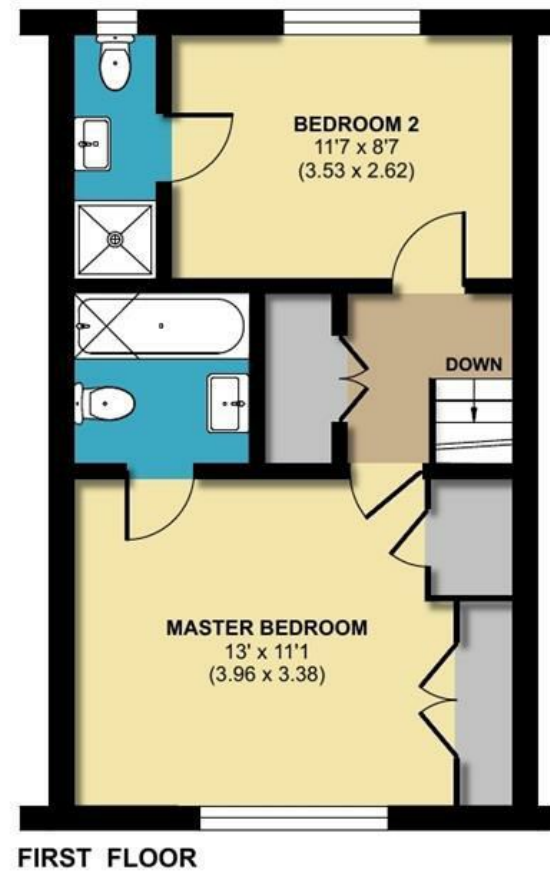 BEDROOM 2
11'7 x 8'7
(3.53 x 2.62)
DOWN
MASTER BEDROOM
13' x 11'1
(3.96 x 3.38)
FIRST FLOOR